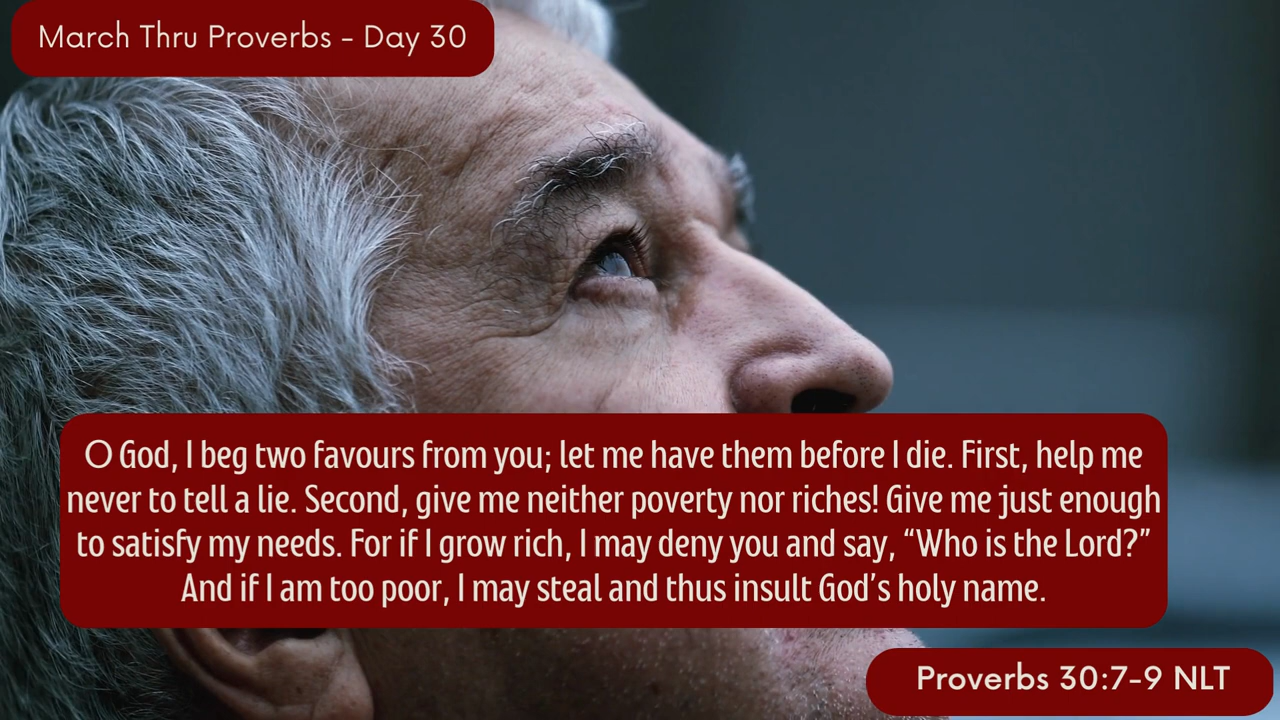 March Thru Proverbs - Day 30
O God, I beg two favours from you; let me have them before I die. First, help me
never to tell a lie. Second, give me neither poverty nor riches! Give me just enough
to satisfy my needs. For if I grow rich, I may deny you and say, “Who is the Lord?”
And if I am too poor, I may steal and thus insult God’s holy name.
Proverbs 30:7-9 NLT